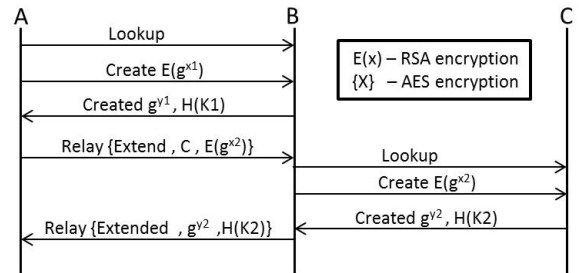 A
B
C
Lookup
E(x) – RSA encryption
{X} – AES encryption
Create E(gˣ¹)
Created gʸ¹, H(K1)
Relay {Extend , C , E(gˣ²)}
Lookup
Create E(gˣ²)
Created gʸ², H(K2)
Relay {Extended , gʸ² ,H(K2)}